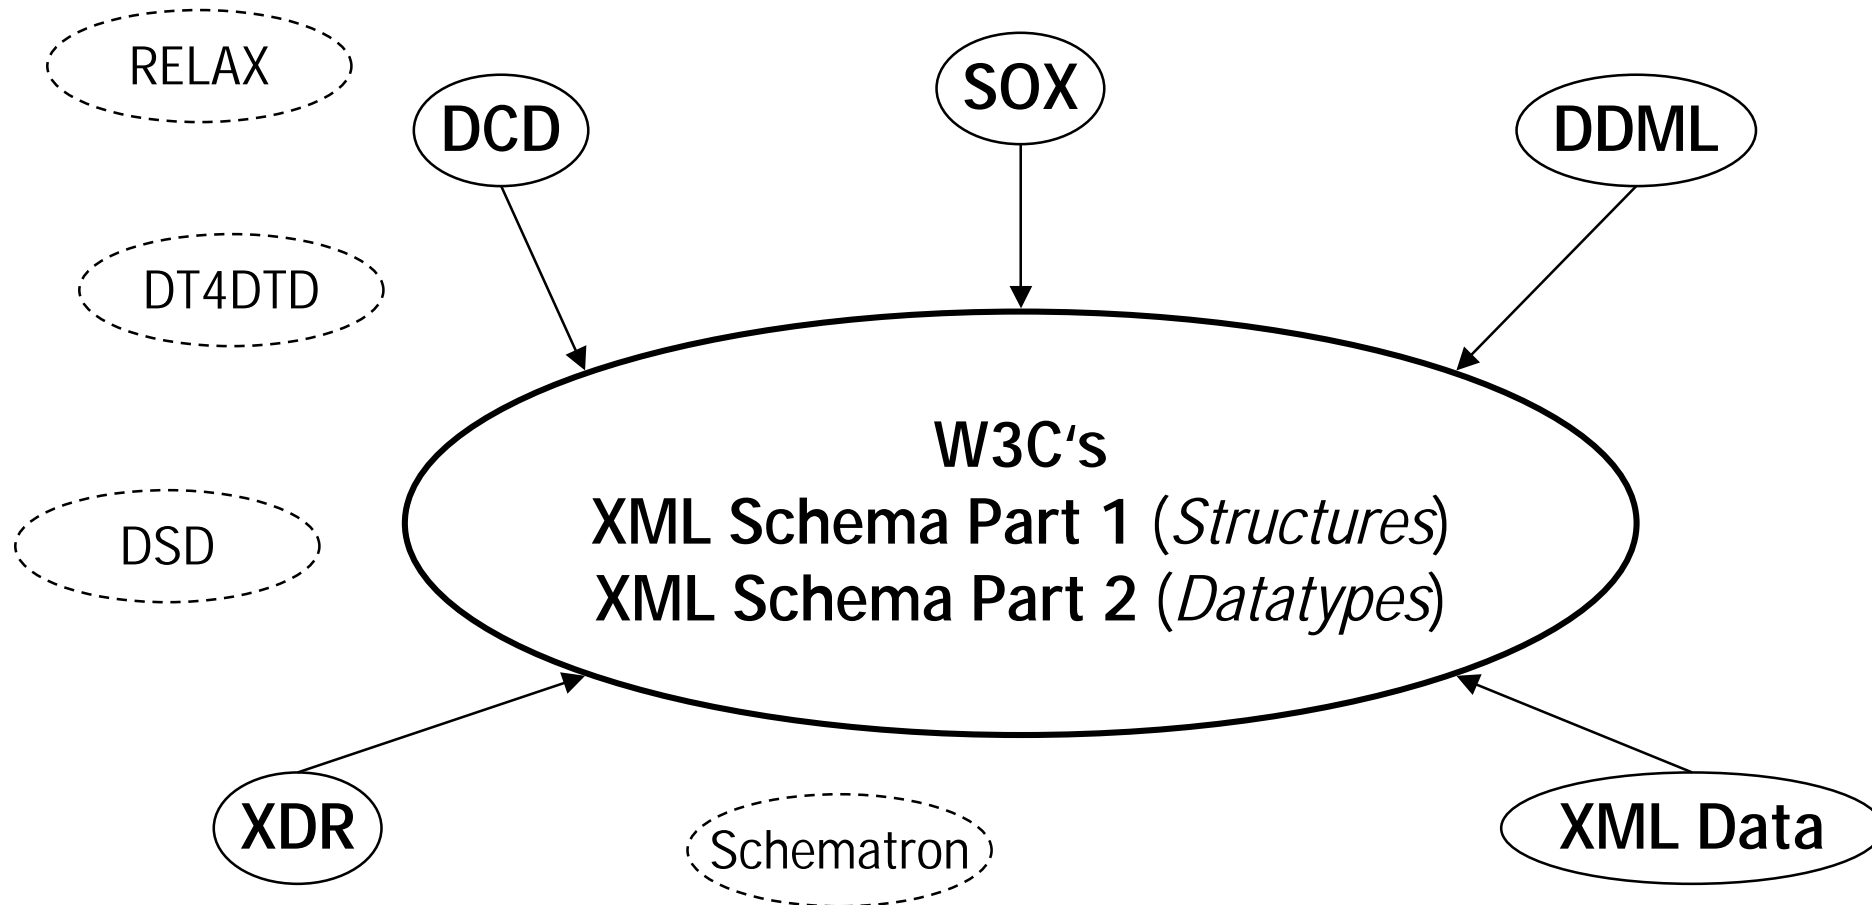 RELAX
DCD
SOX
DDML
DT4DTD
W3C‘s
XML Schema Part 1 (Structures)
XML Schema Part 2 (Datatypes)
DSD
XDR
Schematron
XML Data